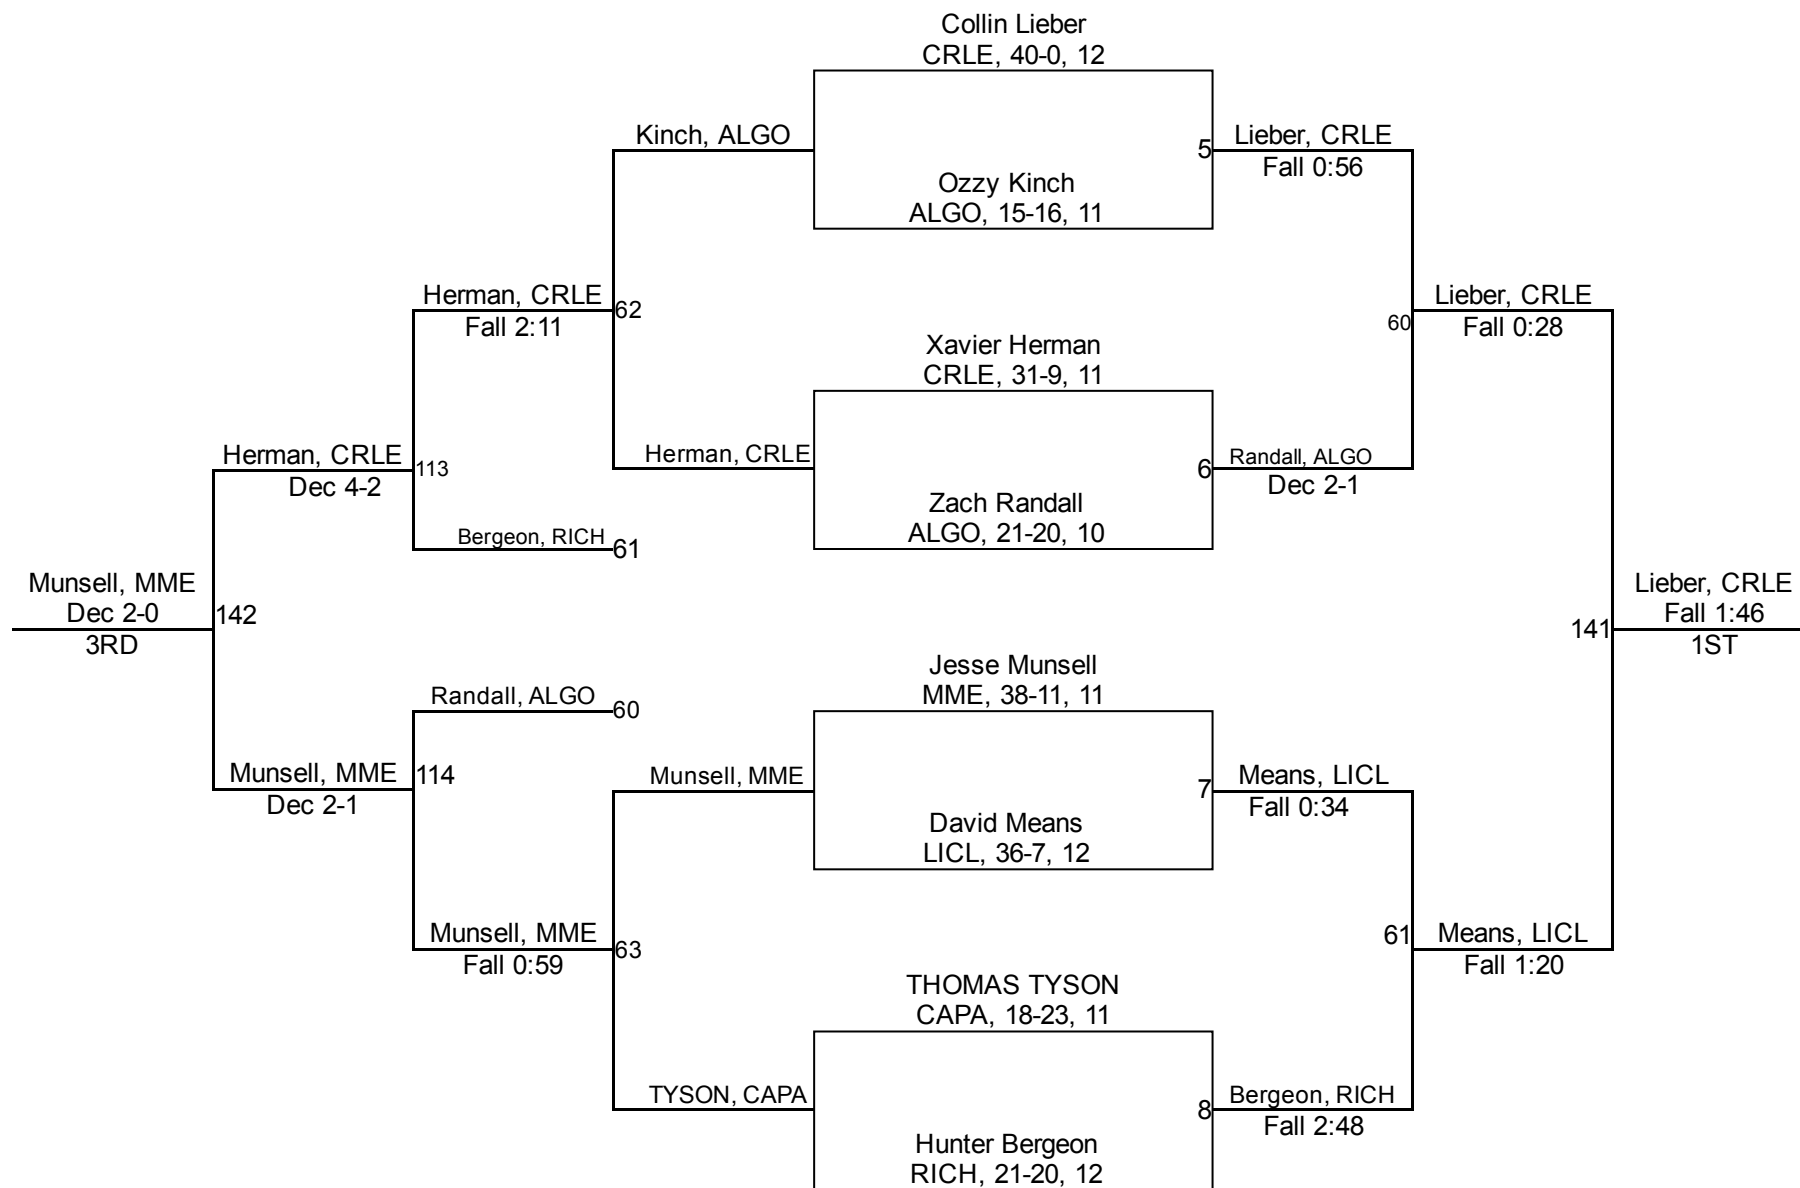 Collin Lieber
CRLE, 40-0, 12
Kinch, ALGO
5
Lieber, CRLE
Fall 0:56
Ozzy Kinch
ALGO, 15-16, 11
Herman, CRLE
Fall 2:11
62
60
Lieber, CRLE
Fall 0:28
Xavier Herman
CRLE, 31-9, 11
Herman, CRLE
Dec 4-2
113
Herman, CRLE
6
Randall, ALGO
Dec 2-1
Zach Randall
ALGO, 21-20, 10
Bergeon, RICH
61
Munsell, MME
Dec 2-0
3RD
142
141
Lieber, CRLE
Fall 1:46
1ST
Jesse Munsell
MME, 38-11, 11
Randall, ALGO
60
Munsell, MME
Dec 2-1
114
Munsell, MME
7
Means, LICL
Fall 0:34
David Means
LICL, 36-7, 12
Munsell, MME
Fall 0:59
63
61
Means, LICL
Fall 1:20
THOMAS TYSON
CAPA, 18-23, 11
TYSON, CAPA
8
Bergeon, RICH
Fall 2:48
Hunter Bergeon
RICH, 21-20, 12